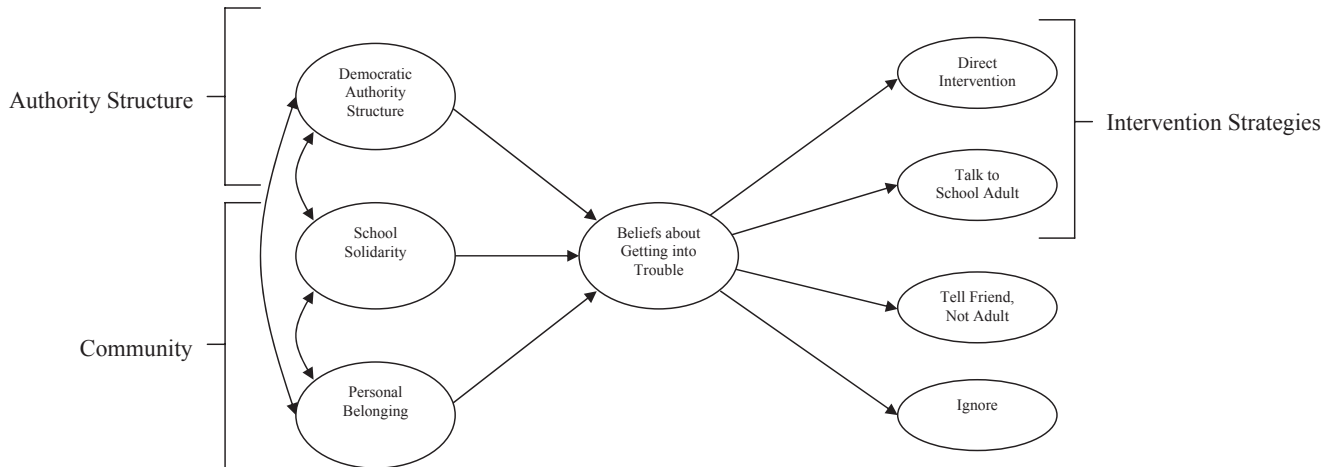 Authority Structure
Democratic
Authority
Structure
School
Solidarity
Community
Personal
Belonging
Beliefs about
Getting into
Trouble
Direct
Intervention
Talk to
School Adult
Intervention Strategies
Tell Friend,
Not Adult
Ignore